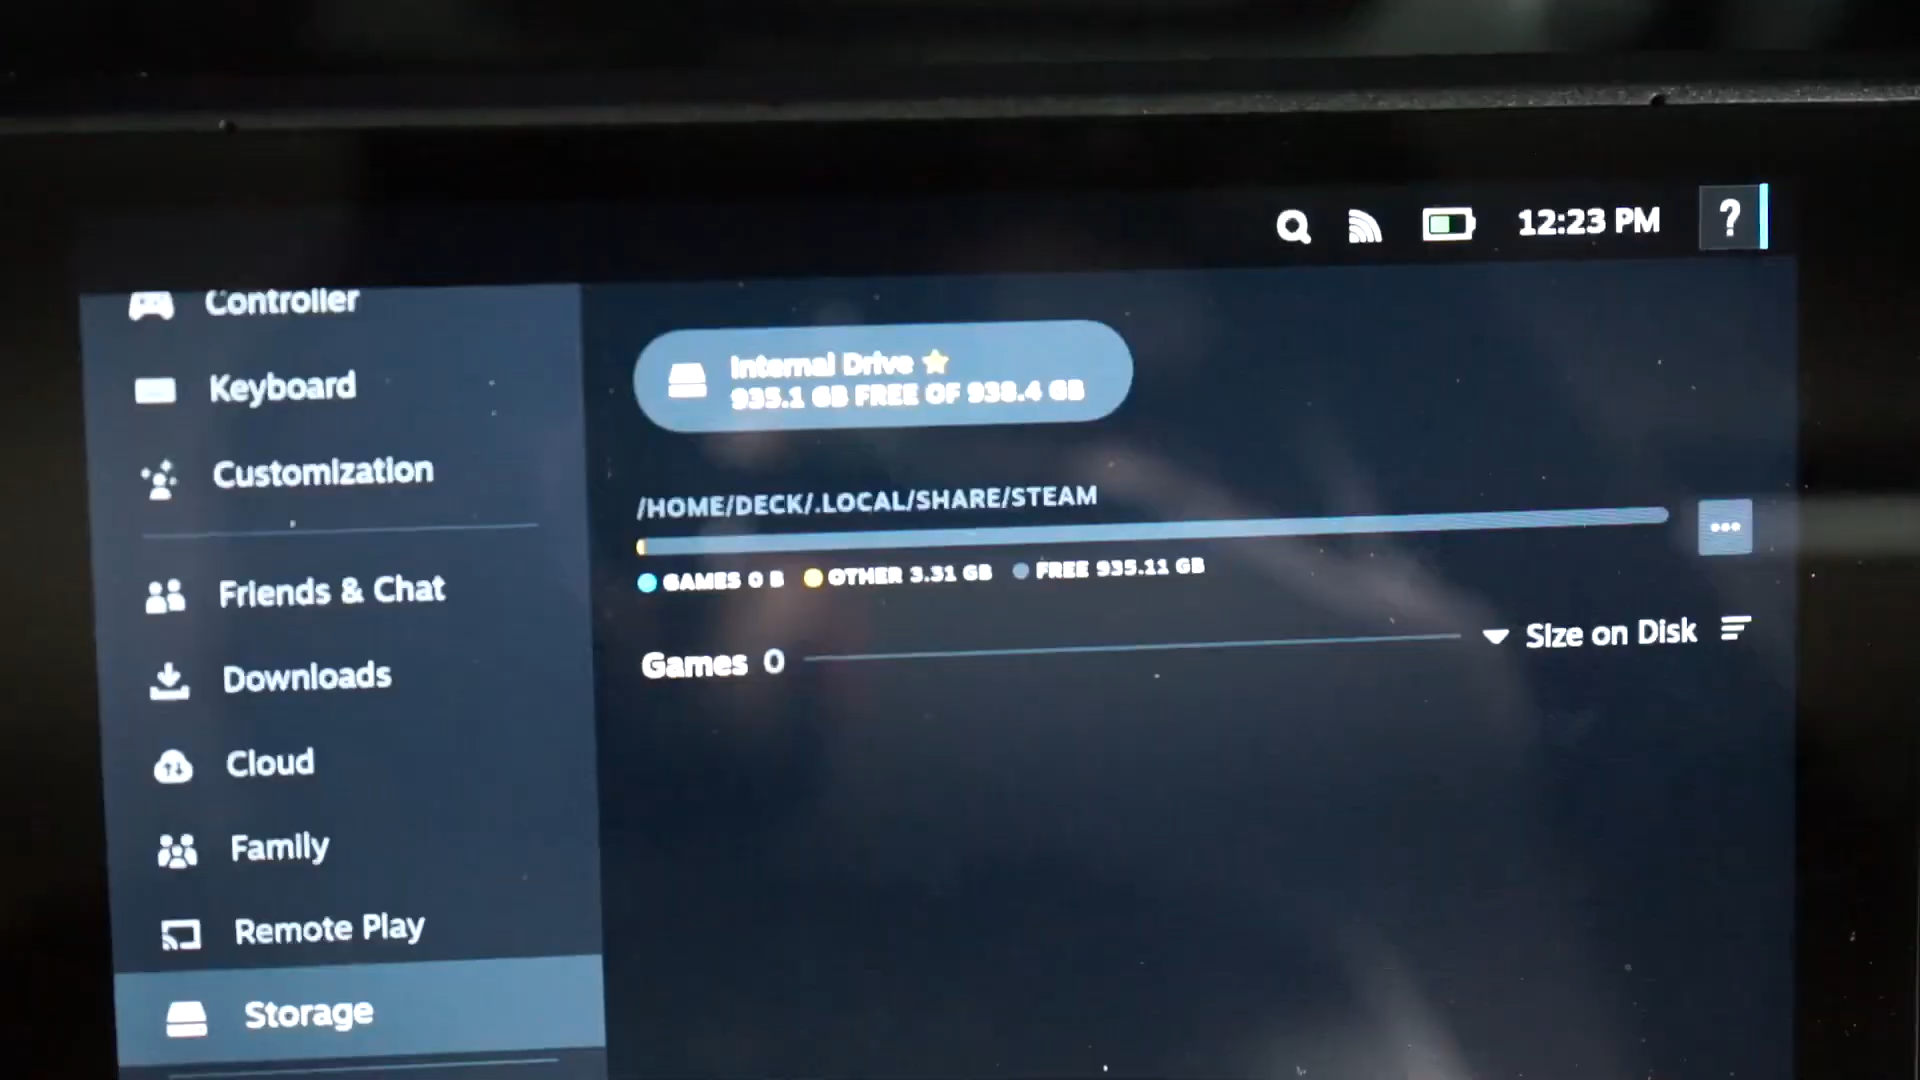 12:23 PM ?
Controller
Keyboard
Customization
Friends & Chat
Downloads
Cloud
Family
Remote Play
Storage
Internal Drive
935.1 GB FREE OF 938.4 GB
/HOME/DECK/.LOCAL/SHARE/STEAM
GAMES 0 B OTHER 3.31 GB FREE 935.11 GB
Games 0 Size on Disk